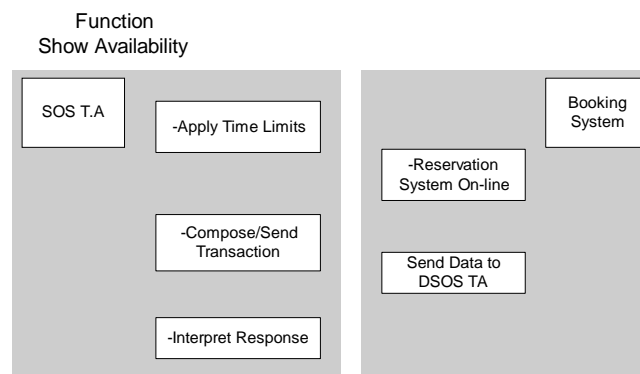 Function
Show Availability
SOS T.A
-Apply Time Limits
-Compose/Send
Transaction
-Interpret Response
Booking
System
-Reservation
System On-line
Send Data to
DSOS TA